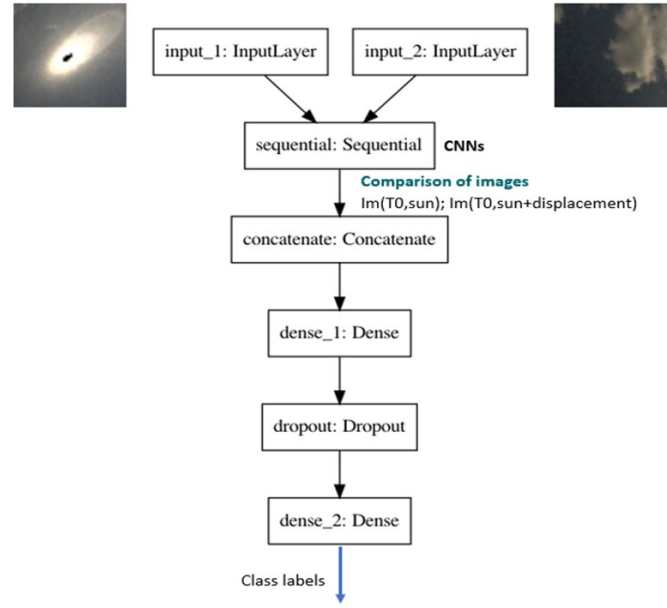 input_1: InputLayer
input_2: InputLayer
sequential: Sequential
CNNs
Comparison of images
Im(T0,sun); Im(T0,sun+displacement)
concatenate: Concatenate
dense_1: Dense
dropout: Dropout
dense_2: Dense
Class labels